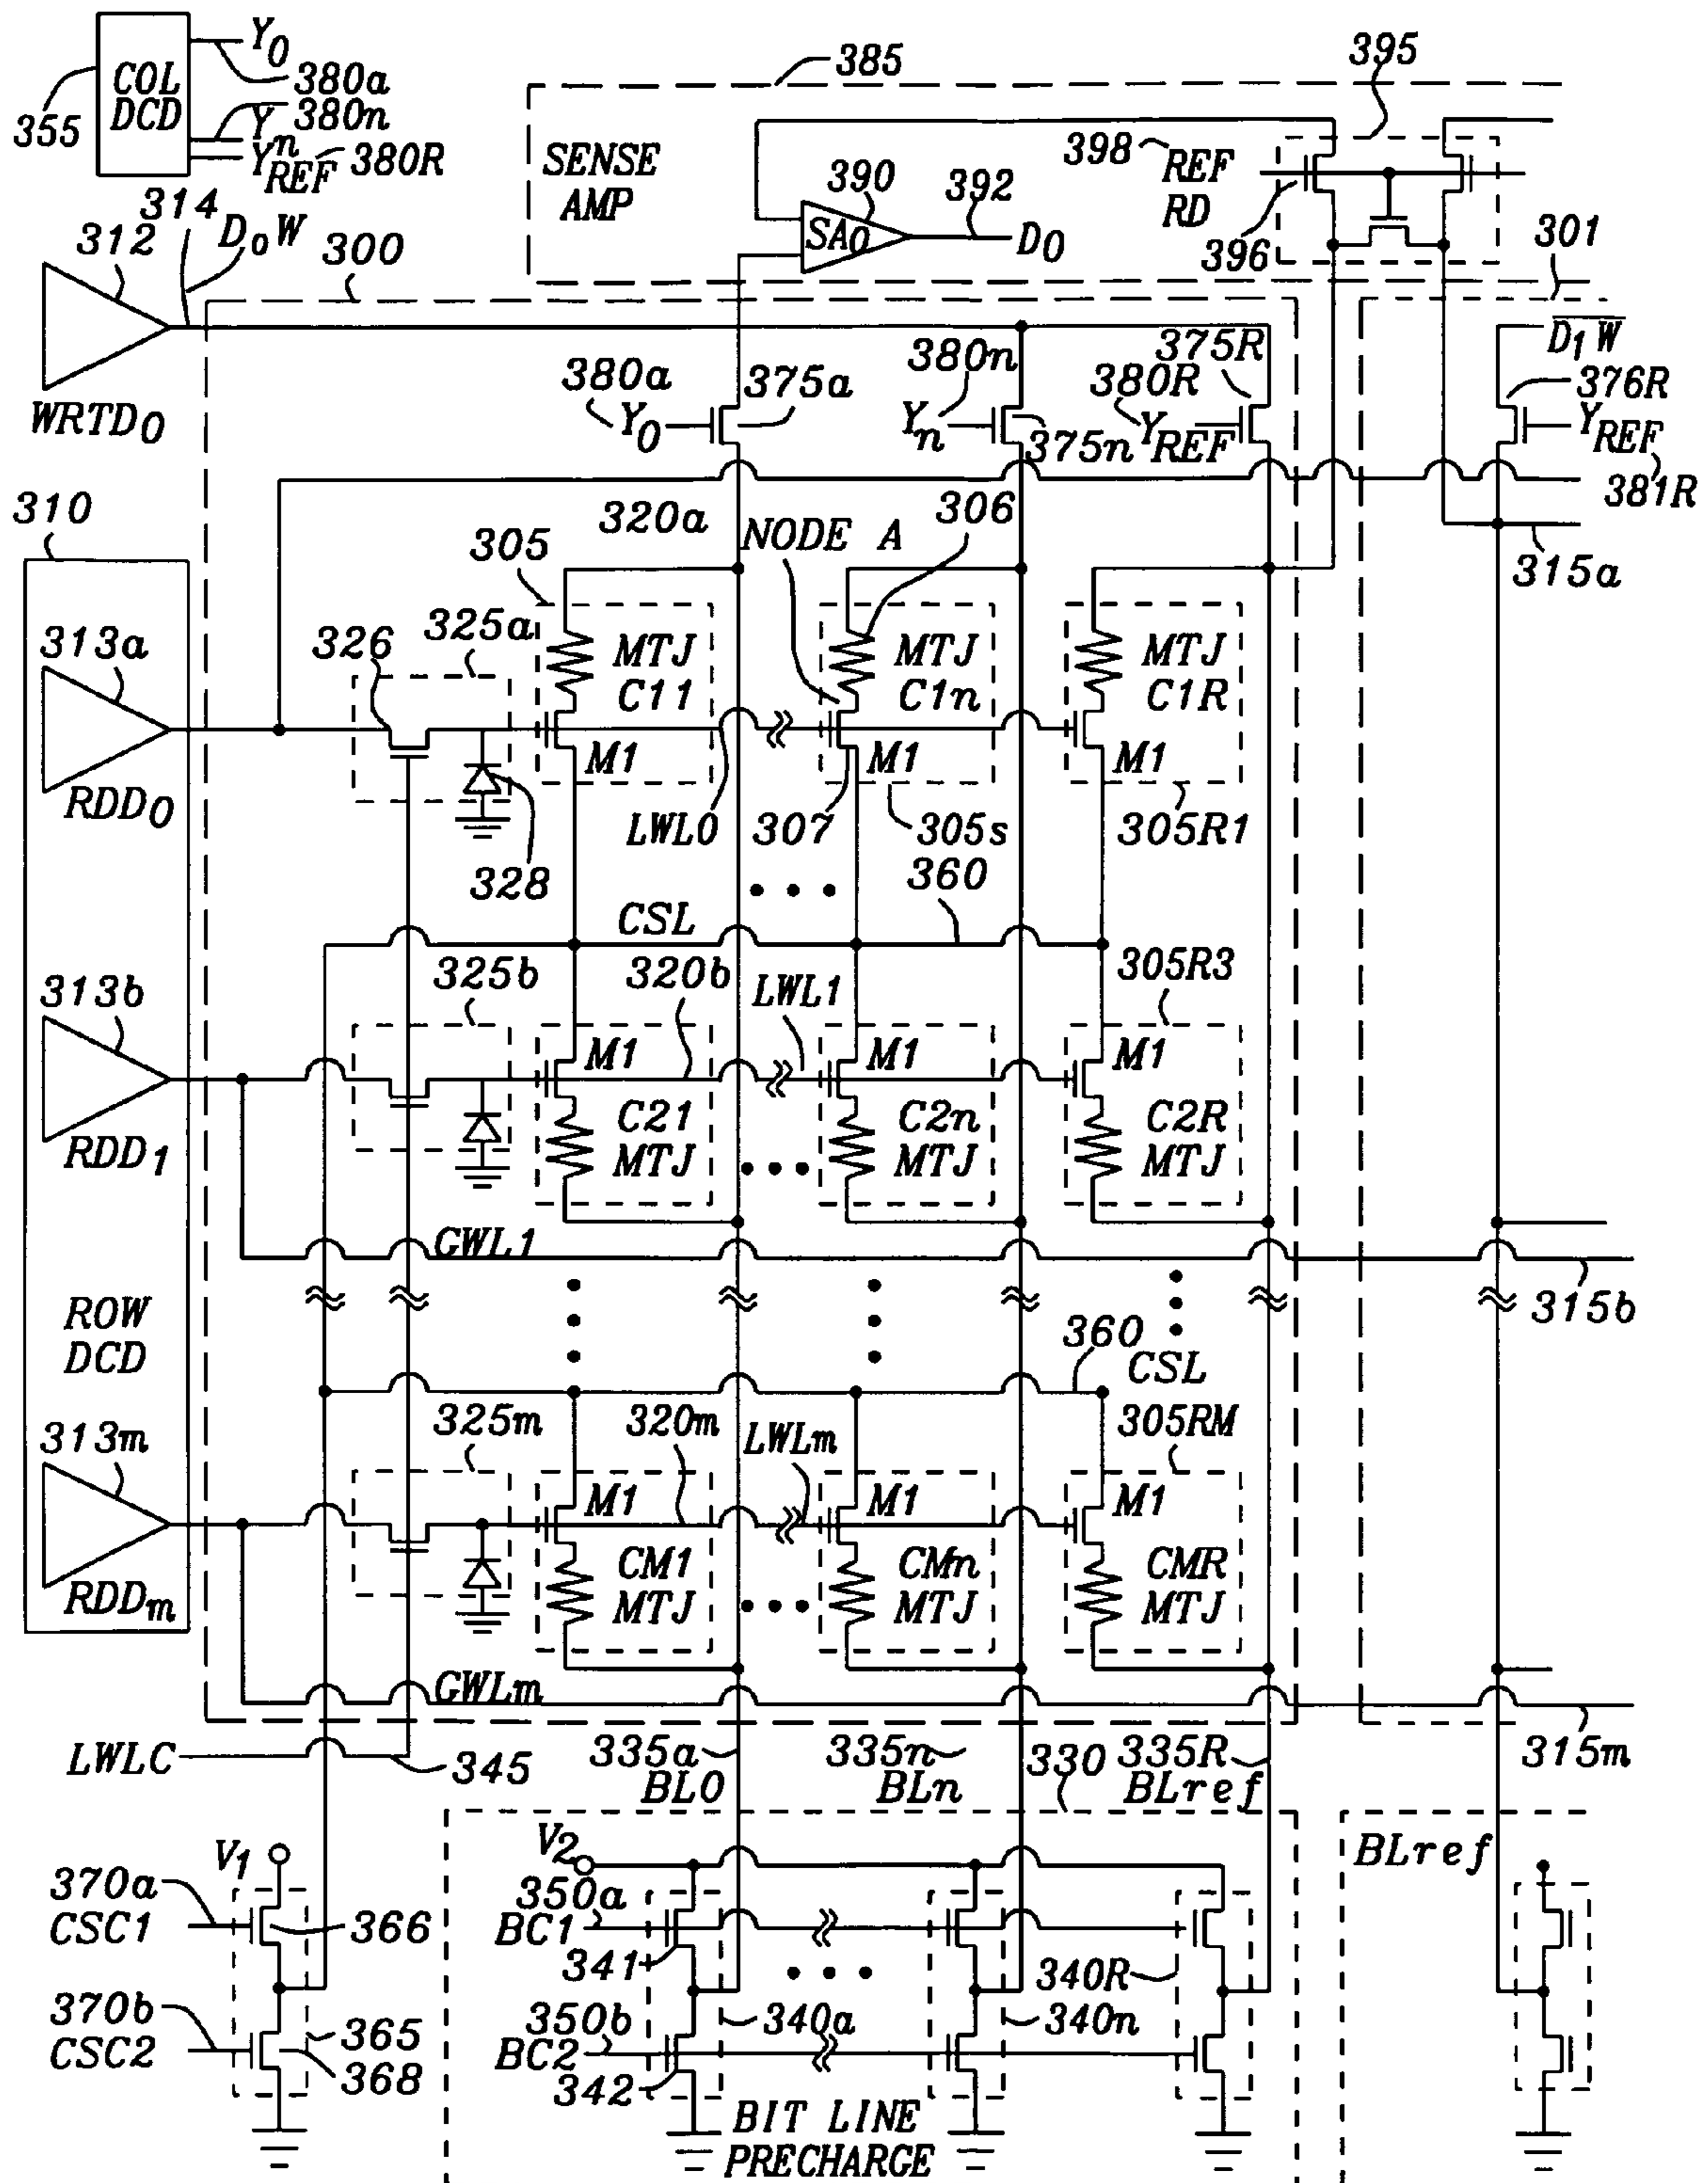 Y0
COL
DCD
380a
Yn
380n
YREF
380R
355
385
395
SENSE
AMP
390
SA0
392
D0
398
REF
RD
396
301
314
D0W
312
300
WRTD0
D1W
380a
Y0
375a
380n
Yn
375n
375R
380R
YREF
376R
YREF
381R
310
320a
NODE A
306
305
315a
313a
326
325a
MTJ
C11
MTJ
C1n
MTJ
C1R
M1
M1
M1
RDD0
328
LWL0
307
305s
305R1
360
CSL
313b
325b
320b
LWL1
305R3
M1
M1
M1
C21
MTJ
C2n
MTJ
C2R
MTJ
RDD1
GWL1
315b
ROW
DCD
360
CSL
313m
325m
320m
LWLm
305RM
M1
M1
M1
CM1
MTJ
CMn
MTJ
CMR
MTJ
RDDm
GWLm
315m
LWLC
345
335a
BL0
335n
BLn
330
335R
BLref
V1
V2
BLref
370a
CSC1
366
350a
BC1
341
340R
370b
CSC2
365
368
350b
BC2
342
340a
340n
BIT LINE
PRECHARGE